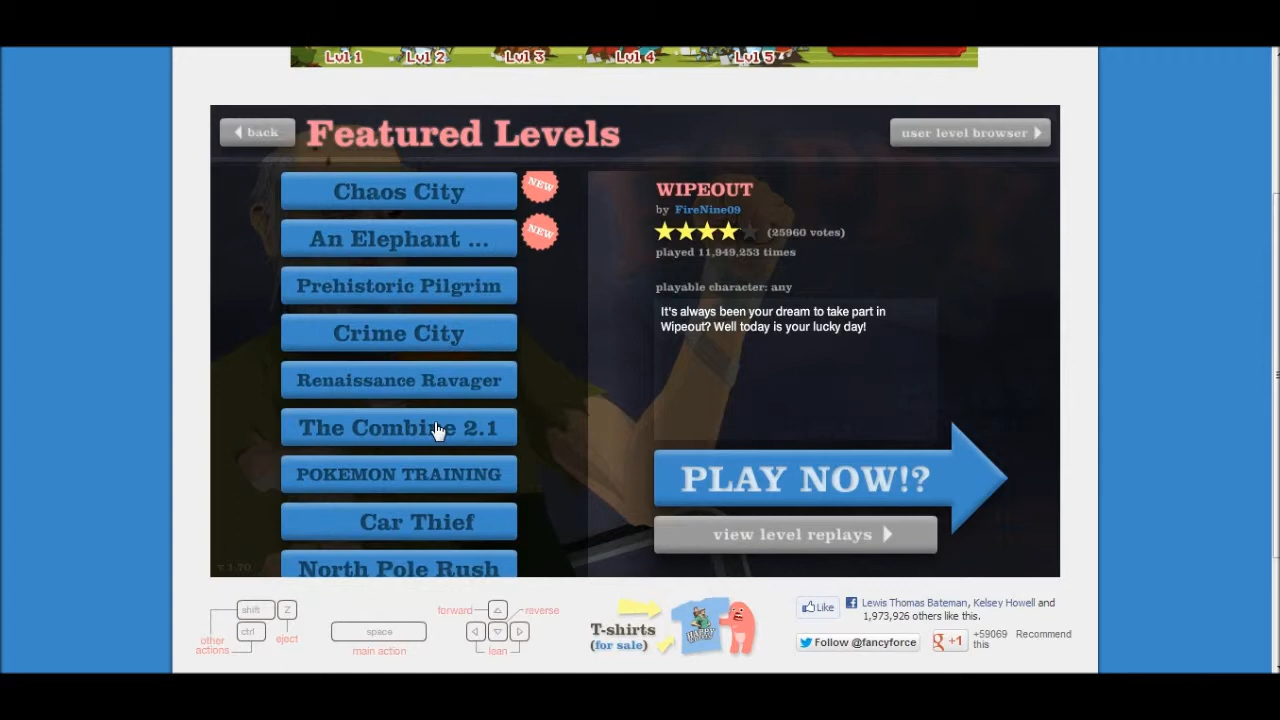 Lvl 1 Lvl 2 Lvl 3 Lvl 4 Lvl 5
back Featured Levels user level browser
Chaos City NEW
An Elephant ... NEW
Prehistoric Pilgrim
Crime City
Renaissance Ravager
The Combine 2.1
POKEMON TRAINING
Car Thief
North Pole Rush
v 1.70
WIPEOUT
by FireNine09
(25960 votes)
played 11,949,253 times
playable character: any
It's always been your dream to take part in
Wipeout? Well today is your lucky day!
PLAY NOW!?
view level replays
shift Z
ctrl
other
actions
eject
space
main action
forward reverse
lean
T-shirts
(for sale)
HAPPY WHEELS
Like Lewis Thomas Bateman, Kelsey Howell and
1,973,926 others like this.
Follow @fancyforce g +1 +59069 Recommend
this